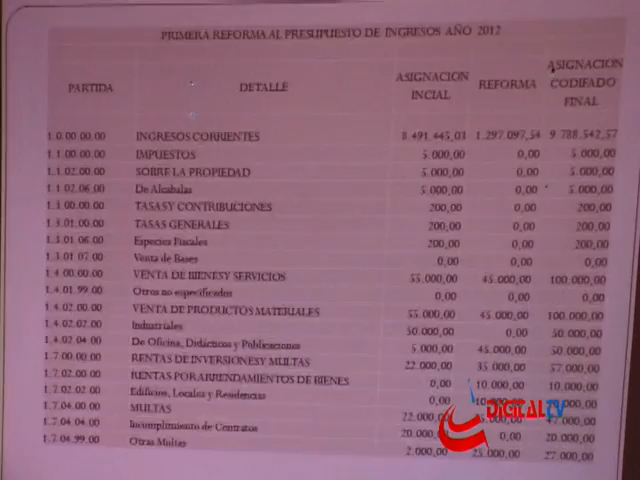 PRIMERA REFORMA AL PRESUPUESTO DE INGRESOS AÑO 2012
PARTIDA DETALLE ASIGNACION INCIAL REFORMA ASIGNACION CODIFADO FINAL
1.0.00.00.00 INGRESOS CORRIENTES 8.491.445,03 1.297.097,54 9.788.542,57
1.1.00.00.00 IMPUESTOS 5.000,00 0,00 5.000,00
1.1.02.00.00 SOBRE LA PROPIEDAD 5.000,00 0,00 5.000,00
1.1.02.06.00 De Alcabalas 5.000,00 0,00 5.000,00
1.3.00.00.00 TASAS Y CONTRIBUCIONES 200,00 0,00 200,00
1.3.01.00.00 TASAS GENERALES 200,00 0,00 200,00
1.3.01.06.00 Especies Fiscales 200,00 0,00 200,00
1.3.01.07.00 Venta de Bases 0,00 0,00 0,00
1.4.00.00.00 VENTA DE BIENES Y SERVICIOS 55.000,00 45.000,00 100.000,00
1.4.01.99.00 Otros no especificados 0,00 0,00 0,00
1.4.02.00.00 VENTA DE PRODUCTOS MATERIALES 55.000,00 45.000,00 100.000,00
1.4.02.02.00 Industriales 50.000,00 0,00 50.000,00
1.4.02.04.00 De Oficina, Didácticos y Publicaciones 5.000,00 45.000,00 50.000,00
1.7.00.00.00 RENTAS DE INVERSIONES Y MULTAS 22.000,00 35.000,00 57.000,00
1.7.02.00.00 RENTAS POR ARRENDAMIENTOS DE BIENES 0,00 10.000,00 10.000,00
1.7.02.02.00 Edificios, Locales y Residencias 0,00
1.7.04.00.00 MULTAS 22.000
1.7.04.04.00 Incumplimiento de Contratos 20.000 0,00 20.000,00
1.7.04.99.00 Otras Multas 2.000,00 25.000,00 27.000,00
DIGITAL TV